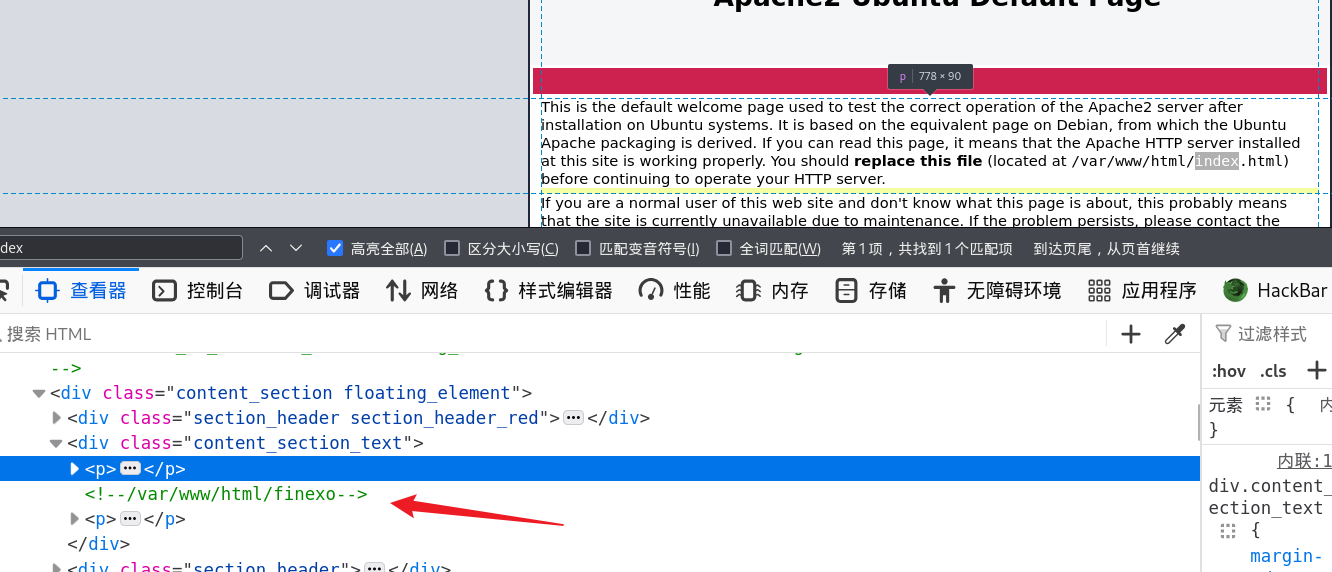 Apache2 Ubuntu Default Page
p 778 × 90
This is the default welcome page used to test the correct operation of the Apache2 server after
installation on Ubuntu systems. It is based on the equivalent page on Debian, from which the Ubuntu
Apache packaging is derived. If you can read this page, it means that the Apache HTTP server installed
at this site is working properly. You should replace this file (located at /var/www/html/index.html)
before continuing to operate your HTTP server.
If you are a normal user of this web site and don't know what this page is about, this probably means
that the site is currently unavailable due to maintenance. If the problem persists, please contact the
dex 高亮全部(A) 区分大小写(C) 匹配变音符号(I) 全词匹配(W) 第1项，共找到1个匹配项 到达页尾，从页首继续
查看器 控制台 调试器 网络 样式编辑器 性能 内存 存储 无障碍环境 应用程序 HackBar
搜索 HTML 过滤样式
-->
:hov .cls
<div class="content_section floating_element">
<div class="section_header section_header_red">•••</div>
元素 { 内
<div class="content_section_text">
}
<p>•••</p>
内联:1
<!--/var/www/html/finexo-->
div.content_
<p>•••</p>
ection_text
{
</div>
margin-
<div class="section_header">•••</div>